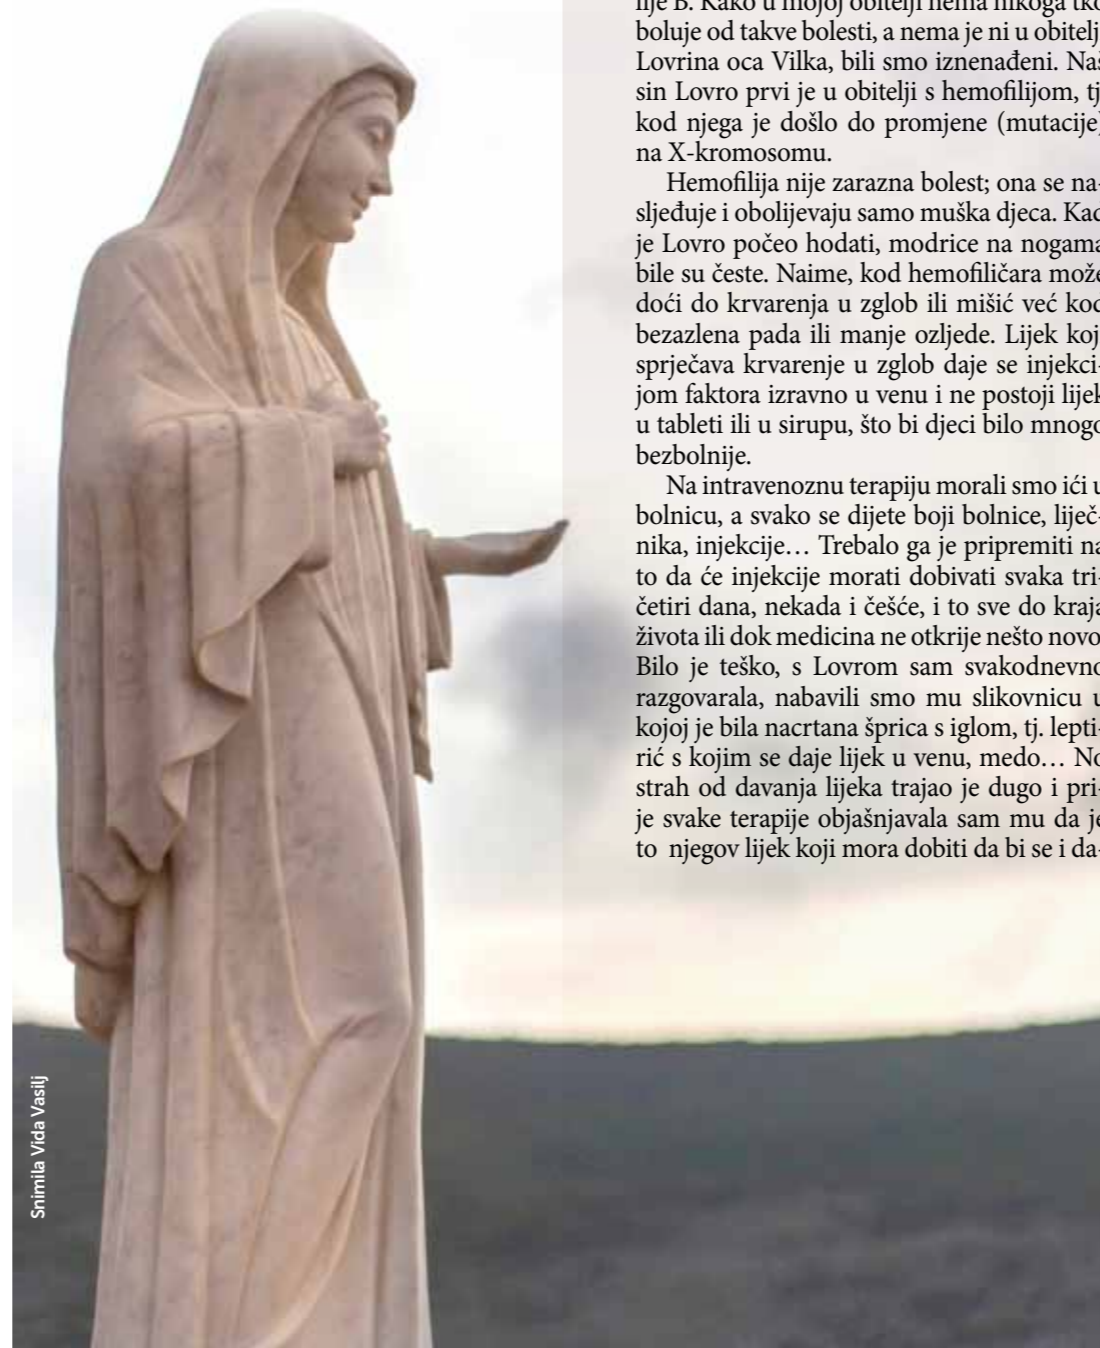 lije B. Kako u mojoj obitelji nema nikoga tko
boluje od takve bolesti, a nema je ni u obitelji
Lovrina oca Vilka, bili smo iznenađeni. Naš
sin Lovro prvi je u obitelji s hemofilijom, tj.
kod njega je došlo do promjene (mutacije)
na X-kromosomu.
Hemofilija nije zarazna bolest; ona se na-
sljeđuje i obolijevaju samo muška djeca. Kad
je Lovro počeo hodati, modrice na nogama
bile su česte. Naime, kod hemofiličara može
doći do krvarenja u zglob ili mišić već kod
bezazlena pada ili manje ozljede. Lijek koji
sprječava krvarenje u zglob daje se injekci-
jom faktora izravno u venu i ne postoji lijek
u tableti ili u sirupu, što bi djeci bilo mnogo
bezbolnije.
Na intravenoznu terapiju morali smo ići u
bolnicu, a svako se dijete boji bolnice, liječ-
nika, injekcije… Trebalo ga je pripremiti na
to da će injekcije morati dobivati svaka tri-
četiri dana, nekada i češće, i to sve do kraja
života ili dok medicina ne otkrije nešto novo.
Bilo je teško, s Lovrom sam svakodnevno
razgovarala, nabavili smo mu slikovnicu u
kojoj je bila nacrtana šprica s iglom, tj. lepti-
rić s kojim se daje lijek u venu, medo… No
strah od davanja lijeka trajao je dugo i pri-
je svake terapije objašnjavala sam mu da je
to njegov lijek koji mora dobiti da bi se i da-
Snimila Vida Vasilj